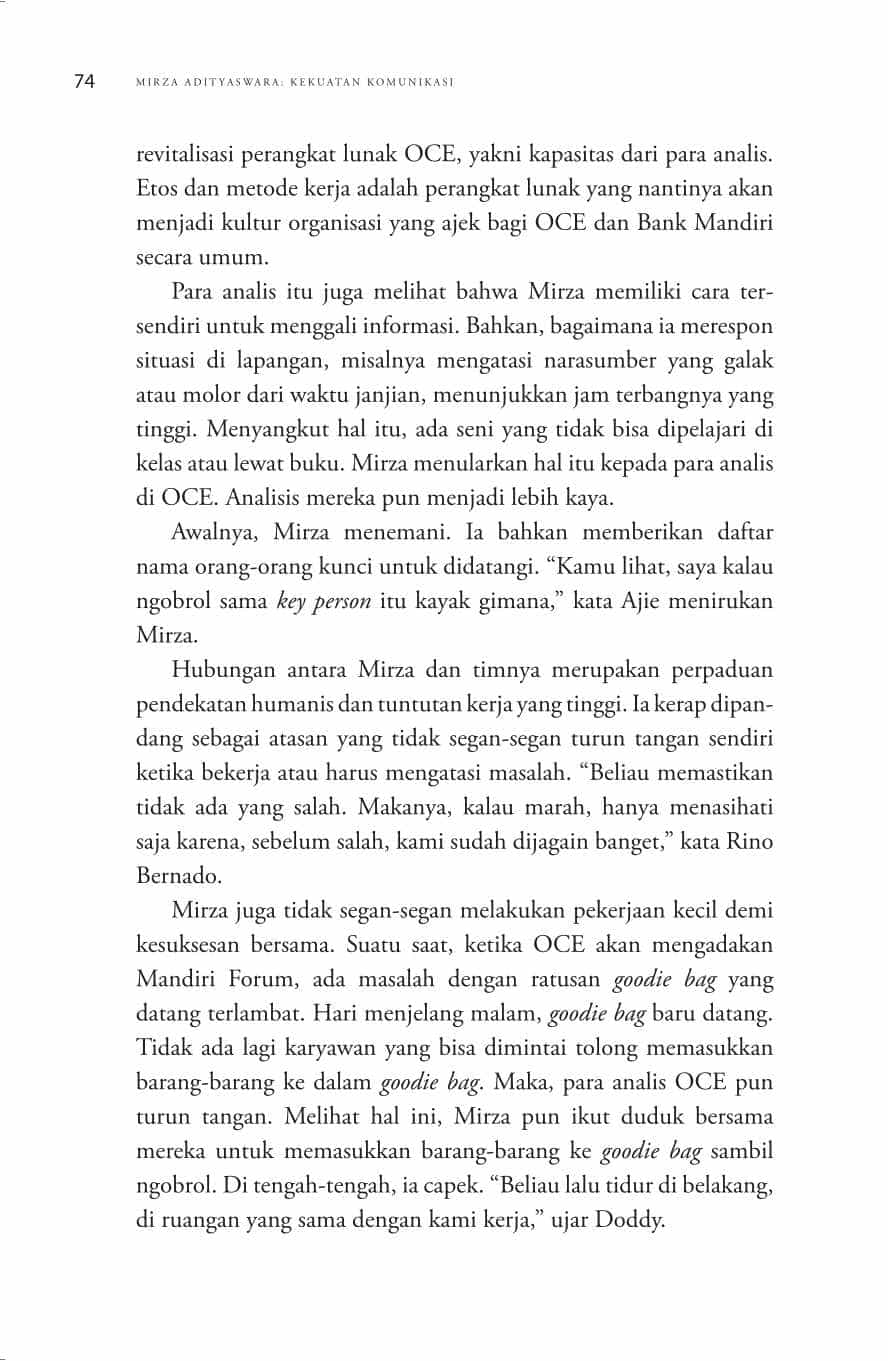 74 MIRZA ADITYASWARA: KEKUATAN KOMUNIKASI
revitalisasi perangkat lunak OCE, yakni kapasitas dari para analis.
Etos dan metode kerja adalah perangkat lunak yang nantinya akan
menjadi kultur organisasi yang ajek bagi OCE dan Bank Mandiri
secara umum.
Para analis itu juga melihat bahwa Mirza memiliki cara ter-
sendiri untuk menggali informasi. Bahkan, bagaimana ia merespon
situasi di lapangan, misalnya mengatasi narasumber yang galak
atau molor dari waktu janjian, menunjukkan jam terbangnya yang
tinggi. Menyangkut hal itu, ada seni yang tidak bisa dipelajari di
kelas atau lewat buku. Mirza menularkan hal itu kepada para analis
di OCE. Analisis mereka pun menjadi lebih kaya.
Awalnya, Mirza menemani. Ia bahkan memberikan daftar
nama orang-orang kunci untuk didatangi. “Kamu lihat, saya kalau
ngobrol sama key person itu kayak gimana,” kata Ajie menirukan
Mirza.
Hubungan antara Mirza dan timnya merupakan perpaduan
pendekatan humanis dan tuntutan kerja yang tinggi. Ia kerap dipan-
dang sebagai atasan yang tidak segan-segan turun tangan sendiri
ketika bekerja atau harus mengatasi masalah. “Beliau memastikan
tidak ada yang salah. Makanya, kalau marah, hanya menasihati
saja karena, sebelum salah, kami sudah dijagain banget,” kata Rino
Bernado.
Mirza juga tidak segan-segan melakukan pekerjaan kecil demi
kesuksesan bersama. Suatu saat, ketika OCE akan mengadakan
Mandiri Forum, ada masalah dengan ratusan goodie bag yang
datang terlambat. Hari menjelang malam, goodie bag baru datang.
Tidak ada lagi karyawan yang bisa dimintai tolong memasukkan
barang-barang ke dalam goodie bag. Maka, para analis OCE pun
turun tangan. Melihat hal ini, Mirza pun ikut duduk bersama
mereka untuk memasukkan barang-barang ke goodie bag sambil
ngobrol. Di tengah-tengah, ia capek. “Beliau lalu tidur di belakang,
di ruangan yang sama dengan kami kerja,” ujar Doddy.